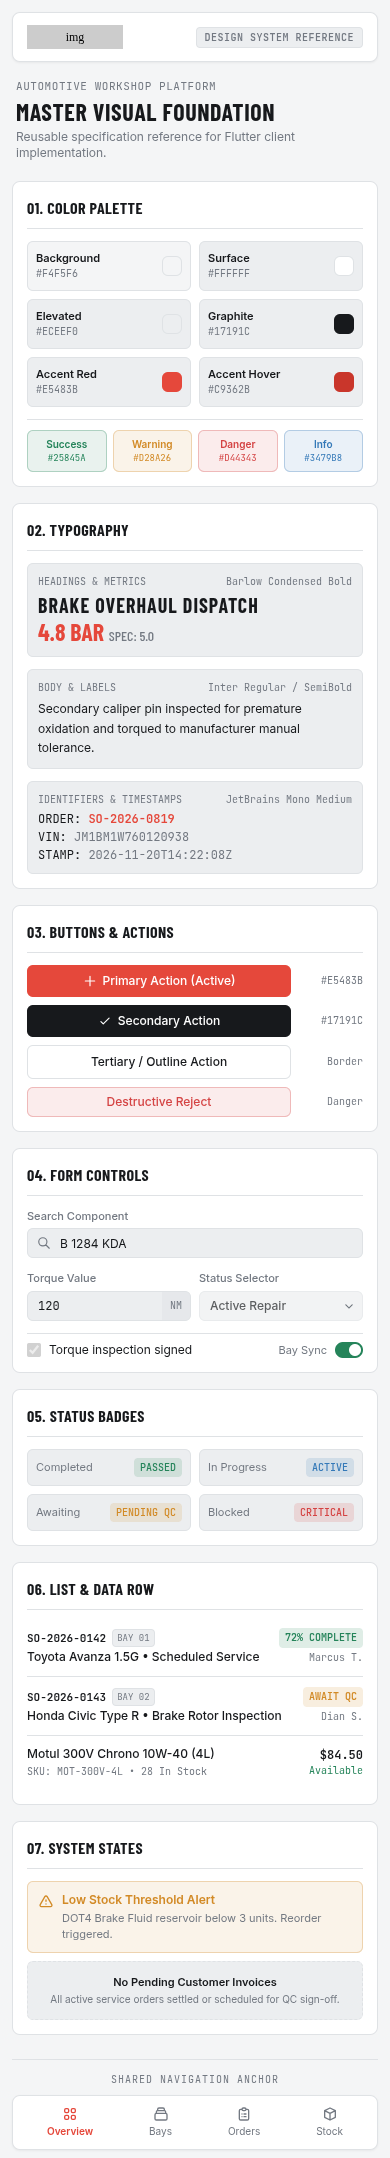 img
DESIGN SYSTEM REFERENCE
AUTOMOTIVE WORKSHOP PLATFORM
MASTER VISUAL FOUNDATION
Reusable specification reference for Flutter client
implementation.
01. COLOR PALETTE
Background
#F4F5F6
Surface
#FFFFFF
Elevated
#ECEEF0
Graphite
#17191C
Accent Red
#E5483B
Accent Hover
#C9362B
Success
#25845A
Warning
#D28A26
Danger
#D44343
Info
#3479B8
02. TYPOGRAPHY
HEADINGS & METRICS
Barlow Condensed Bold
BRAKE OVERHAUL DISPATCH
4.8 BAR SPEC: 5.0
BODY & LABELS
Inter Regular / SemiBold
Secondary caliper pin inspected for premature
oxidation and torqued to manufacturer manual
tolerance.
IDENTIFIERS & TIMESTAMPS
JetBrains Mono Medium
ORDER: SO-2026-0819
VIN: JM1BM1W760120938
STAMP: 2026-11-20T14:22:08Z
03. BUTTONS & ACTIONS
Primary Action (Active)
#E5483B
Secondary Action
#17191C
Tertiary / Outline Action
Border
Destructive Reject
Danger
04. FORM CONTROLS
Search Component
B 1284 KDA
Torque Value
120
NM
Status Selector
Active Repair
Torque inspection signed
Bay Sync
05. STATUS BADGES
Completed
PASSED
In Progress
ACTIVE
Awaiting
PENDING QC
Blocked
CRITICAL
06. LIST & DATA ROW
SO-2026-0142 BAY 01
72% COMPLETE
Toyota Avanza 1.5G • Scheduled Service
Marcus T.
SO-2026-0143 BAY 02
AWAIT QC
Honda Civic Type R • Brake Rotor Inspection
Dian S.
Motul 300V Chrono 10W-40 (4L)
$84.50
SKU: MOT-300V-4L • 28 In Stock
Available
07. SYSTEM STATES
Low Stock Threshold Alert
DOT4 Brake Fluid reservoir below 3 units. Reorder
triggered.
No Pending Customer Invoices
All active service orders settled or scheduled for QC sign-off.
SHARED NAVIGATION ANCHOR
Overview
Bays
Orders
Stock